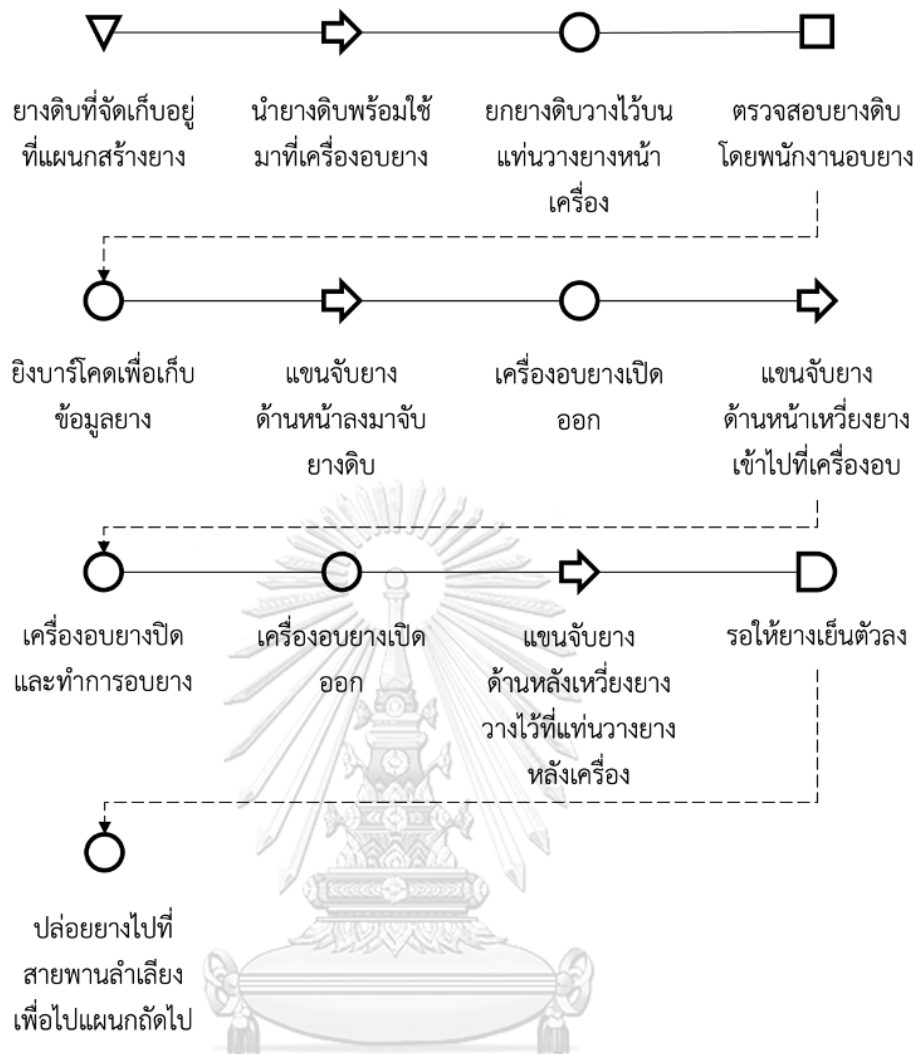 ยางดิบที่จัดเก็บอยู่
ที่แผนกสร้างยาง
นำยางดิบพร้อมใช้
มาที่เครื่องอบยาง
ยกยางดิบวางไว้บน
แท่นวางยางหน้า
เครื่อง
ตรวจสอบยางดิบ
โดยพนักงานอบยาง
ยิงบาร์โคดเพื่อเก็บ
ข้อมูลยาง
แขนจับยาง
ด้านหน้าลงมาจับ
ยางดิบ
เครื่องอบยางเปิด
ออก
แขนจับยาง
ด้านหน้าเหวี่ยงยาง
เข้าไปที่เครื่องอบ
เครื่องอบยางปิด
และทำการอบยาง
เครื่องอบยางเปิด
ออก
แขนจับยาง
ด้านหลังเหวี่ยงยาง
วางไว้ที่แท่นวางยาง
หลังเครื่อง
รอให้ยางเย็นตัวลง
ปล่อยยางไปที่
สายพานลำเลียง
เพื่อไปแผนกถัดไป